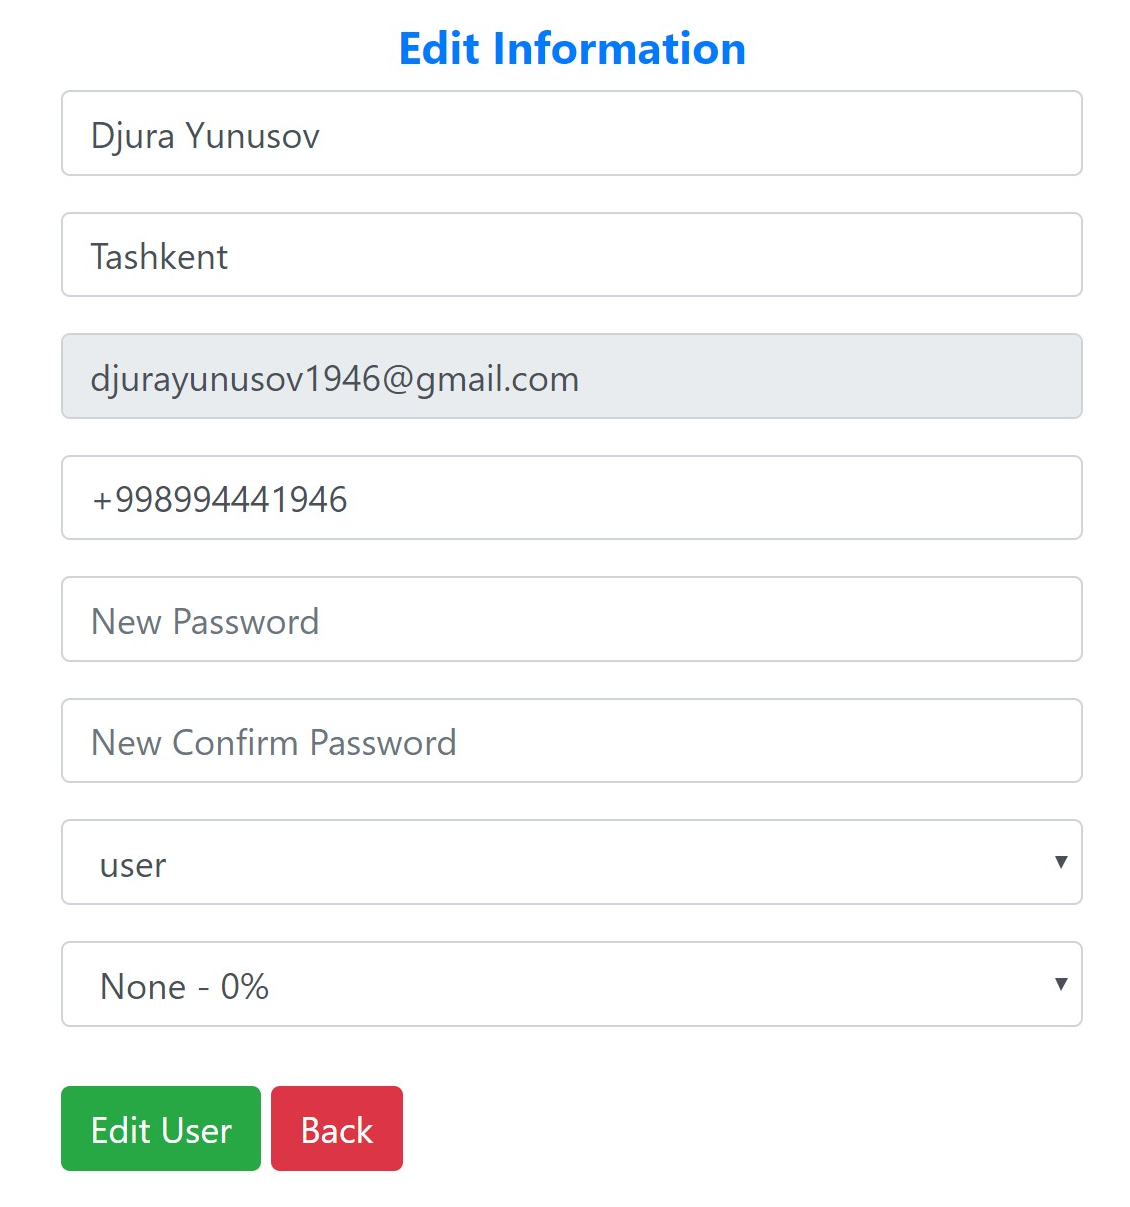 Edit Information
Djura Yunusov
Tashkent
djurayunusov1946@gmail.com
+998994441946
New Password
New Confirm Password
user
None - 0%
Edit User Back